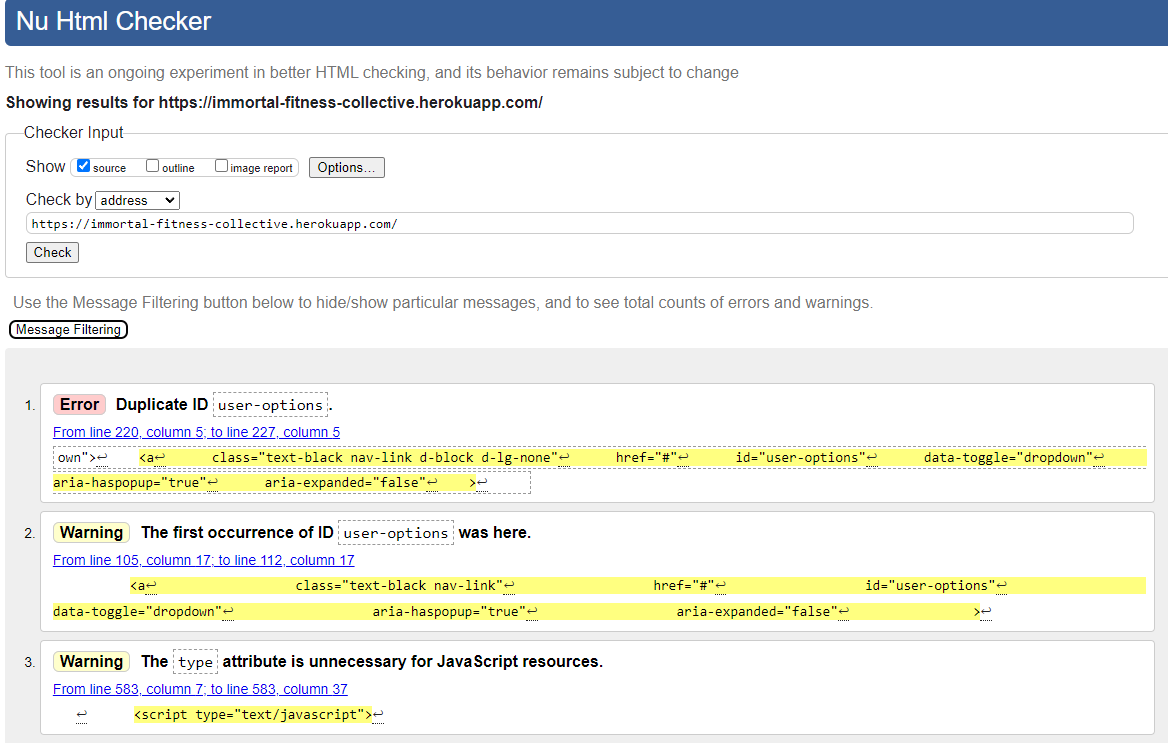 Nu Html Checker
This tool is an ongoing experiment in better HTML checking, and its behavior remains subject to change
Showing results for https://immortal-fitness-collective.herokuapp.com/
Checker Input
Show source outline image report Options...
Check by address
https://immortal-fitness-collective.herokuapp.com/
Check
Use the Message Filtering button below to hide/show particular messages, and to see total counts of errors and warnings.
Message Filtering
1. Error Duplicate ID user-options.
From line 220, column 5; to line 227, column 5
own">↩ <a↩ class="text-black nav-link d-block d-lg-none"↩ href="#"↩ id="user-options"↩ data-toggle="dropdown"↩
aria-haspopup="true"↩ aria-expanded="false"↩ >↩
2. Warning The first occurrence of ID user-options was here.
From line 105, column 17; to line 112, column 17
<a↩ class="text-black nav-link"↩ href="#"↩ id="user-options"↩
data-toggle="dropdown"↩ aria-haspopup="true"↩ aria-expanded="false"↩ >↩
3. Warning The type attribute is unnecessary for JavaScript resources.
From line 583, column 7; to line 583, column 37
↩ <script type="text/javascript">↩